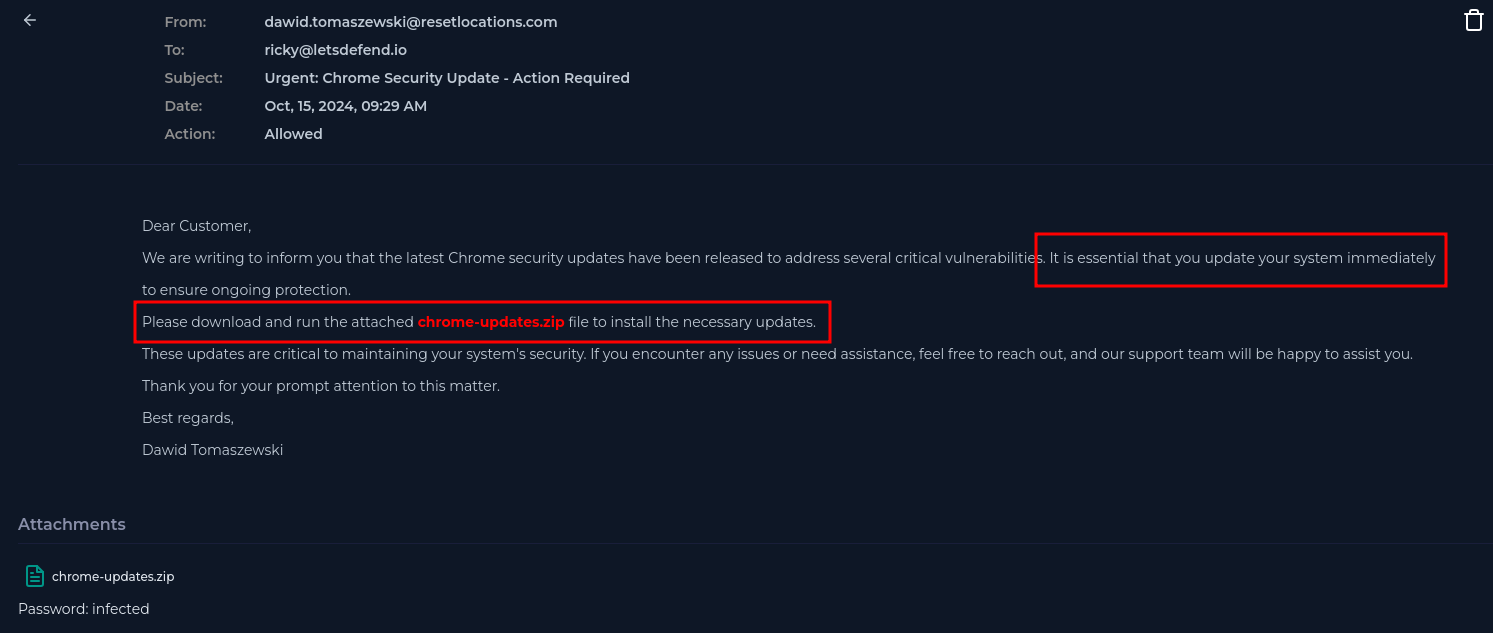 From: dawid.tomaszewski@resetlocations.com
To: ricky@letsdefend.io
Subject: Urgent: Chrome Security Update - Action Required
Date: Oct, 15, 2024, 09:29 AM
Action: Allowed
Dear Customer,
We are writing to inform you that the latest Chrome security updates have been released to address several critical vulnerabilities. It is essential that you update your system immediately
to ensure ongoing protection.
Please download and run the attached chrome-updates.zip file to install the necessary updates.
These updates are critical to maintaining your system's security. If you encounter any issues or need assistance, feel free to reach out, and our support team will be happy to assist you.
Thank you for your prompt attention to this matter.
Best regards,
Dawid Tomaszewski
Attachments
chrome-updates.zip
Password: infected